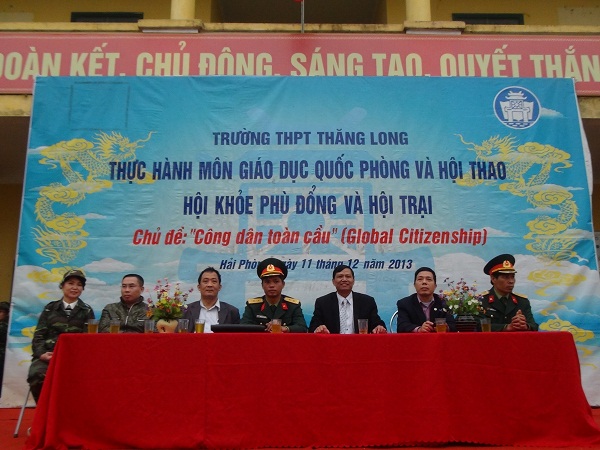 ĐOÀN KẾT, CHỦ ĐỘNG, SÁNG TẠO, QUYẾT THẮN
TRƯỜNG THPT THĂNG LONG
THỰC HÀNH MÔN GIÁO DỤC QUỐC PHÒNG VÀ HỘI THAO
HỘI KHỎE PHÙ ĐỔNG VÀ HỘI TRẠI
Chủ đề: "Công dân toàn cầu" (Global Citizenship)
Hải Phòng, ngày 11 tháng 12 năm 2013